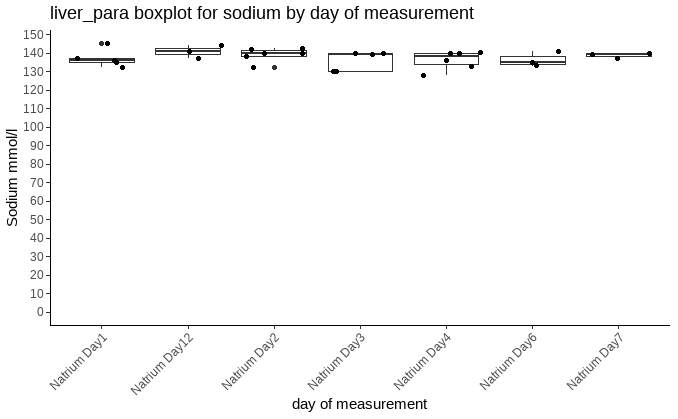 liver_para boxplot for sodium by day of measurement
150
140
130
120
110
100
90
80
70
60
50
40
30
20
10
0
Sodium mmol/l
Natrium Day1
Natrium Day12
Natrium Day2
Natrium Day3
Natrium Day4
Natrium Day6
Natrium Day7
day of measurement